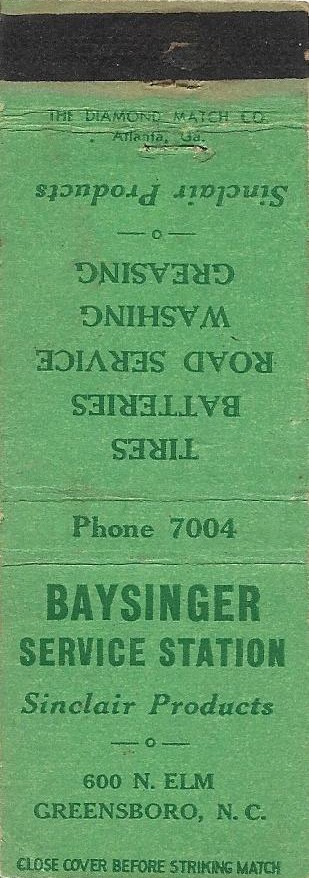 THE DIAMOND MATCH CO.
Atlanta, Ga.
TIRES
BATTERIES
ROAD SERVICE
WASHING
GREASING
—o—
Sinclair Products
Phone 7004
BAYSINGER
SERVICE STATION
Sinclair Products
—o—
600 N. ELM
GREENSBORO, N. C.
CLOSE COVER BEFORE STRIKING MATCH